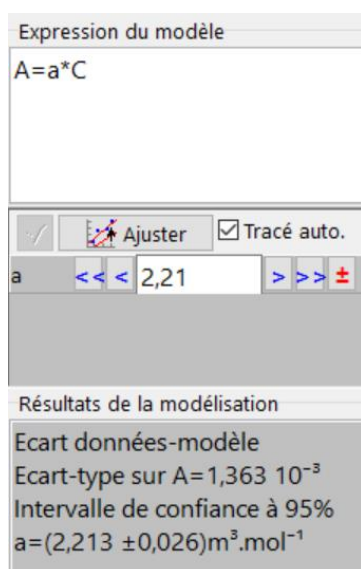 Expression du modèle
A=a*C
Ajuster Tracé auto.
a << < 2,21 > >> ±
Résultats de la modélisation
Ecart données-modèle
Ecart-type sur A=1,363 10⁻³
Intervalle de confiance à 95%
a=(2,213 ±0,026)m³.mol⁻¹